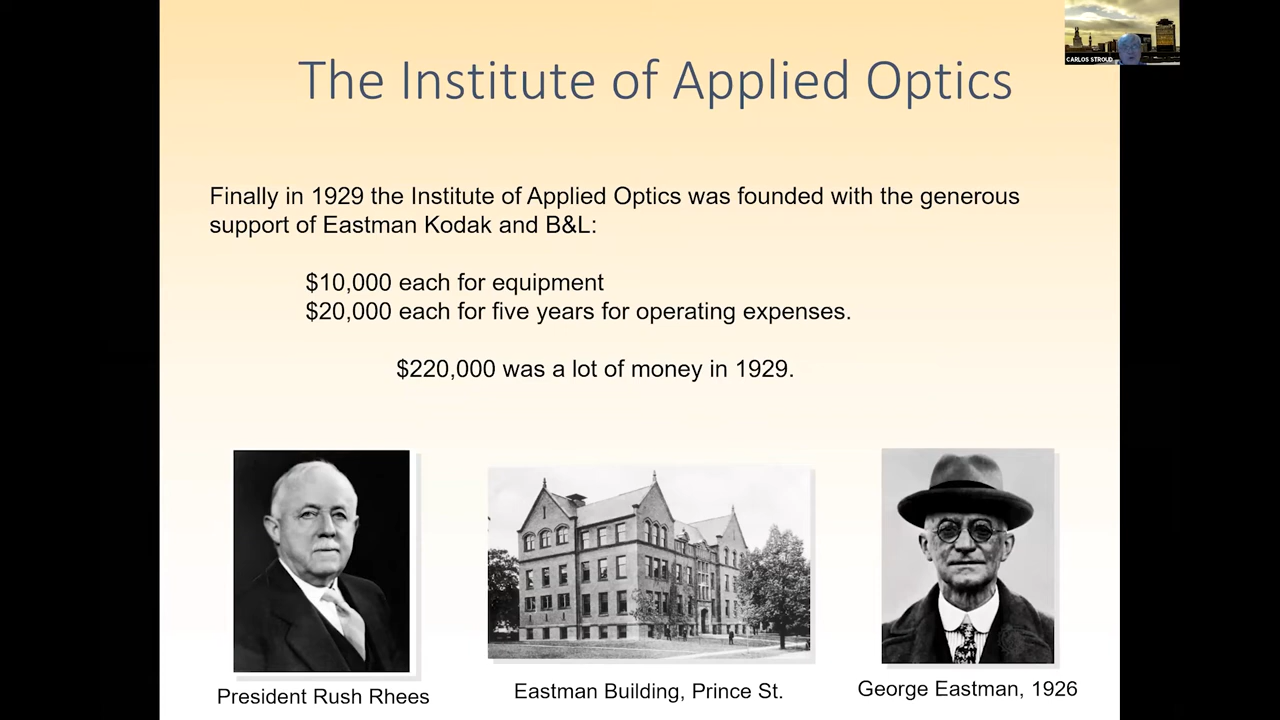 CARLOS STROUD
The Institute of Applied Optics
Finally in 1929 the Institute of Applied Optics was founded with the generous
support of Eastman Kodak and B&L:
$10,000 each for equipment
$20,000 each for five years for operating expenses.
$220,000 was a lot of money in 1929.
President Rush Rhees
Eastman Building, Prince St.
George Eastman, 1926